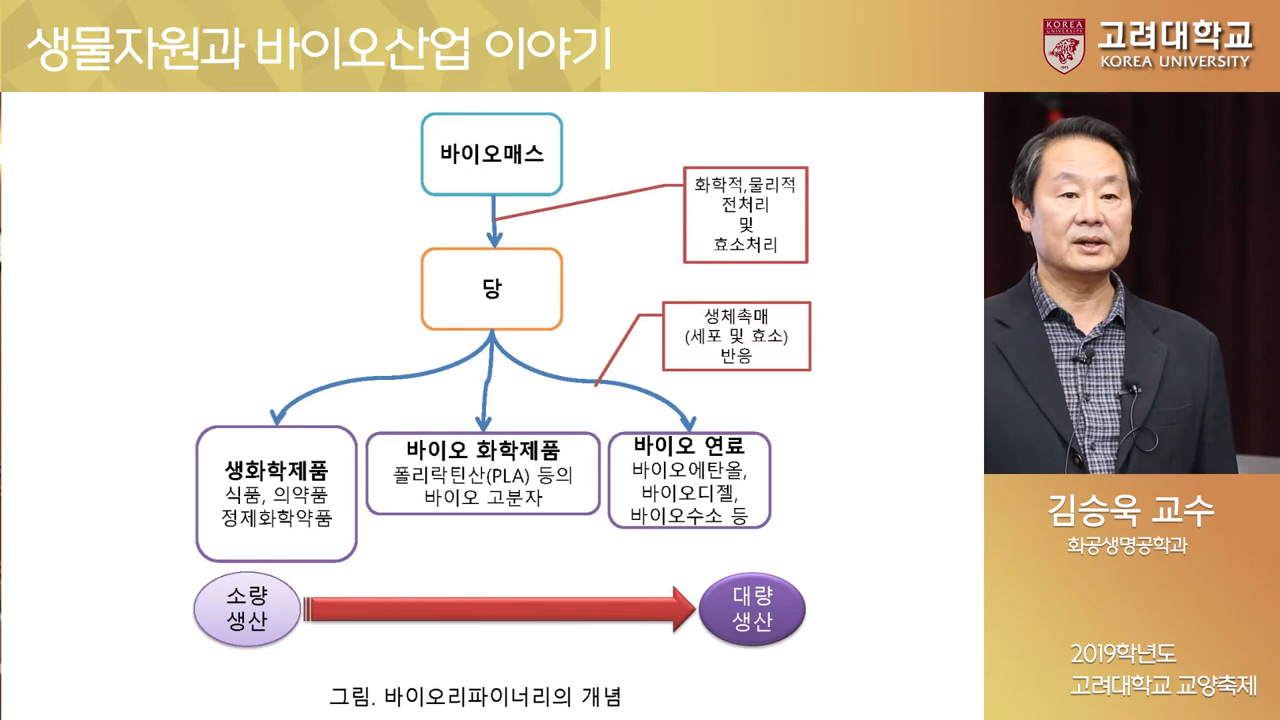 생물자원과 바이오산업 이야기
KOREA
UNIVERSITY
고려대학교
KOREA UNIVERSITY
바이오매스
화학적,물리적
전처리
및
효소처리
당
생체촉매
(세포 및 효소)
반응
생화학제품
식품, 의약품
정제화학약품
바이오 화학제품
폴리락틴산(PLA) 등의
바이오 고분자
바이오 연료
바이오에탄올,
바이오디젤,
바이오수소 등
소량
생산
대량
생산
그림. 바이오리파이너리의 개념
김승욱 교수
화공생명공학과
2019학년도
고려대학교 교양축제